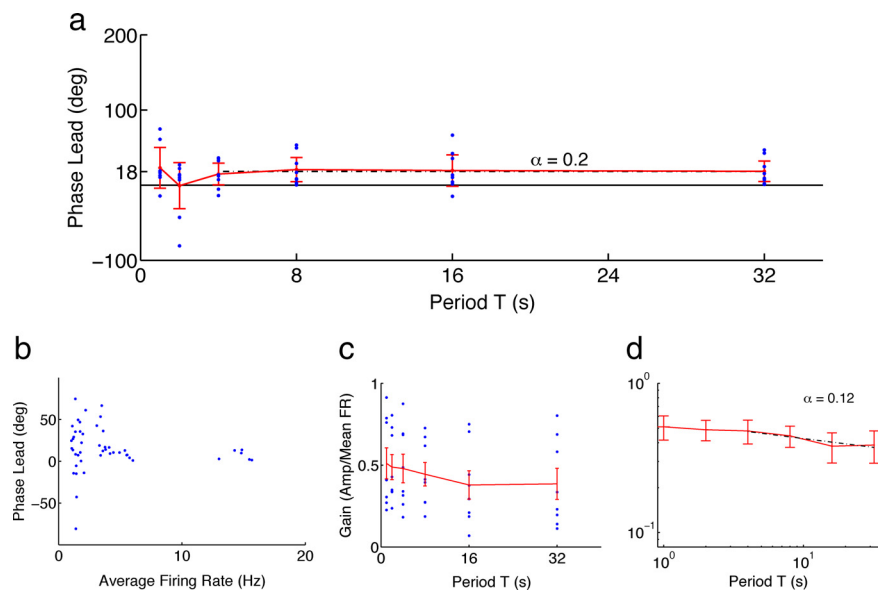 a
200
100
18
−100
Phase Lead (deg)
α = 0.2
0
8
16
24
32
Period T (s)
b
50
0
−50
Phase Lead (deg)
0
10
20
Average Firing Rate (Hz)
c
1
0.5
0
Gain (Amp/Mean FR)
0
16
32
Period T (s)
d
10^0
10^−1
α = 0.12
10^0
10^1
Period T (s)